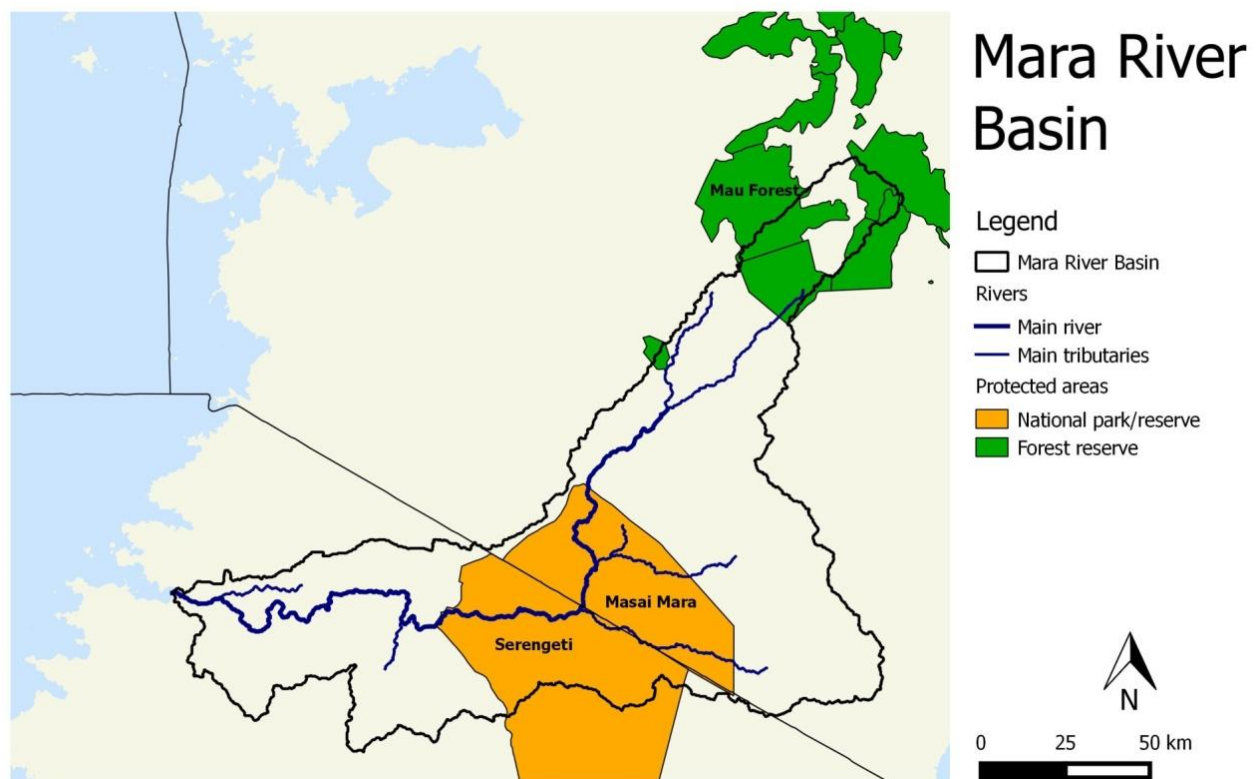 Mara River
Basin
Mau Forest
Legend
Mara River Basin
Rivers
Main river
Main tributaries
Protected areas
National park/reserve
Forest reserve
Masai Mara
Serengeti
N
0 25 50 km